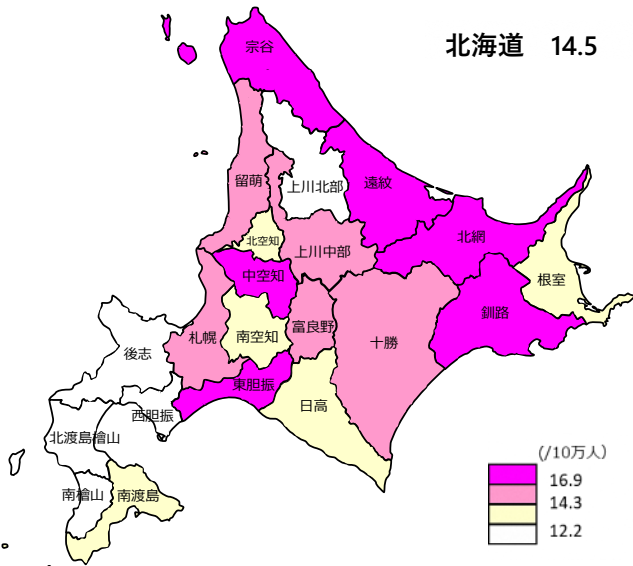 北海道　14.5
宗谷
留萌
上川北部
遠紋
北空知
上川中部
北網
中空知
根室
釧路
札幌
南空知
富良野
十勝
後志
東胆振
日高
西胆振
北渡島檜山
南檜山
南渡島
(/10万人)
16.9
14.3
12.2